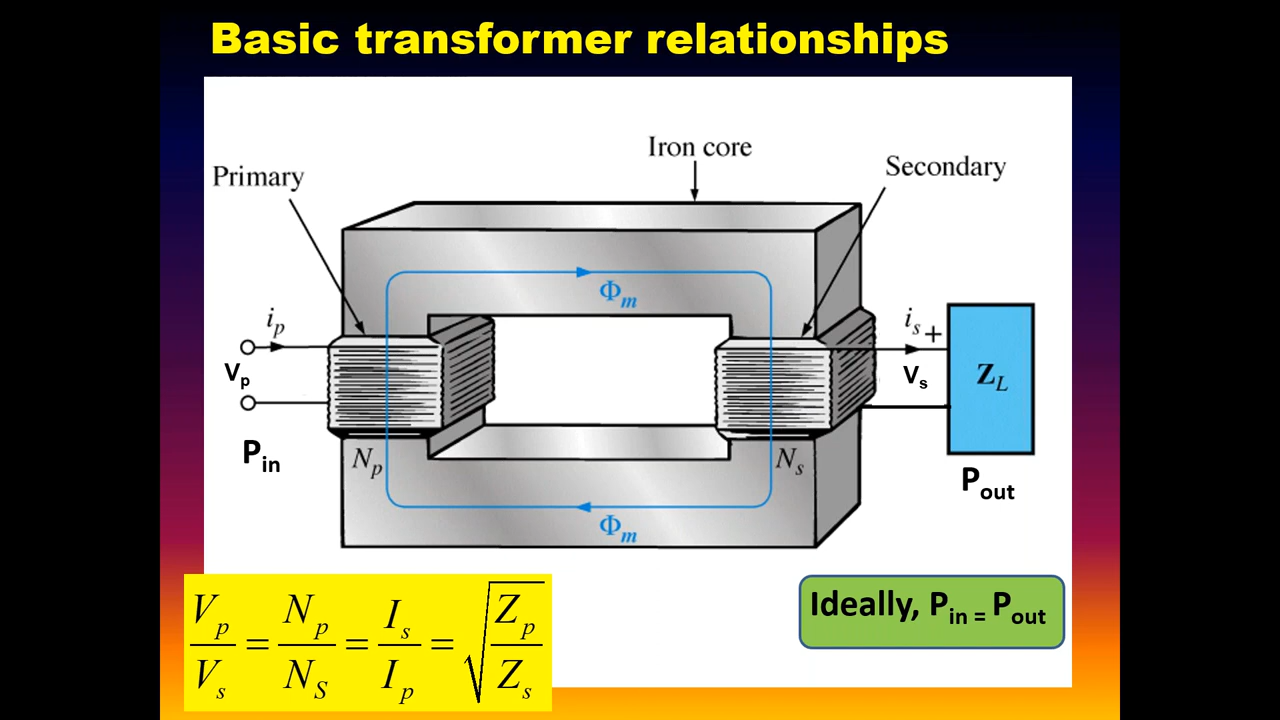 Basic transformer relationships
Iron core
Primary
Secondary
Φm
ip
is
+
Vp
Vs
ZL
Pin
Np
Ns
Pout
Φm
Vp/Vs = Np/NS = Is/Ip = √(Zp/Zs)
Ideally, Pin = Pout